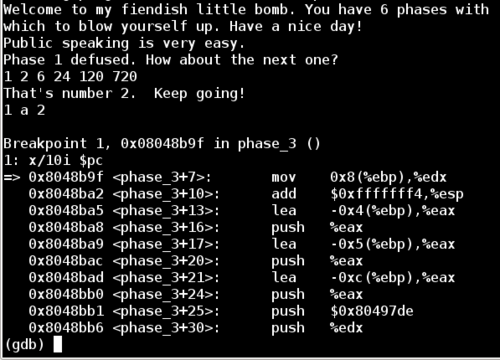 Welcome to my fiendish little bomb. You have 6 phases with
which to blow yourself up. Have a nice day!
Public speaking is very easy.
Phase 1 defused. How about the next one?
1 2 6 24 120 720
That's number 2.  Keep going!
1 a 2

Breakpoint 1, 0x08048b9f in phase_3 ()
1: x/10i $pc
=> 0x8048b9f <phase_3+7>:	mov    0x8(%ebp),%edx
   0x8048ba2 <phase_3+10>:	add    $0xfffffff4,%esp
   0x8048ba5 <phase_3+13>:	lea    -0x4(%ebp),%eax
   0x8048ba8 <phase_3+16>:	push   %eax
   0x8048ba9 <phase_3+17>:	lea    -0x5(%ebp),%eax
   0x8048bac <phase_3+20>:	push   %eax
   0x8048bad <phase_3+21>:	lea    -0xc(%ebp),%eax
   0x8048bb0 <phase_3+24>:	push   %eax
   0x8048bb1 <phase_3+25>:	push   $0x80497de
   0x8048bb6 <phase_3+30>:	push   %edx
(gdb)